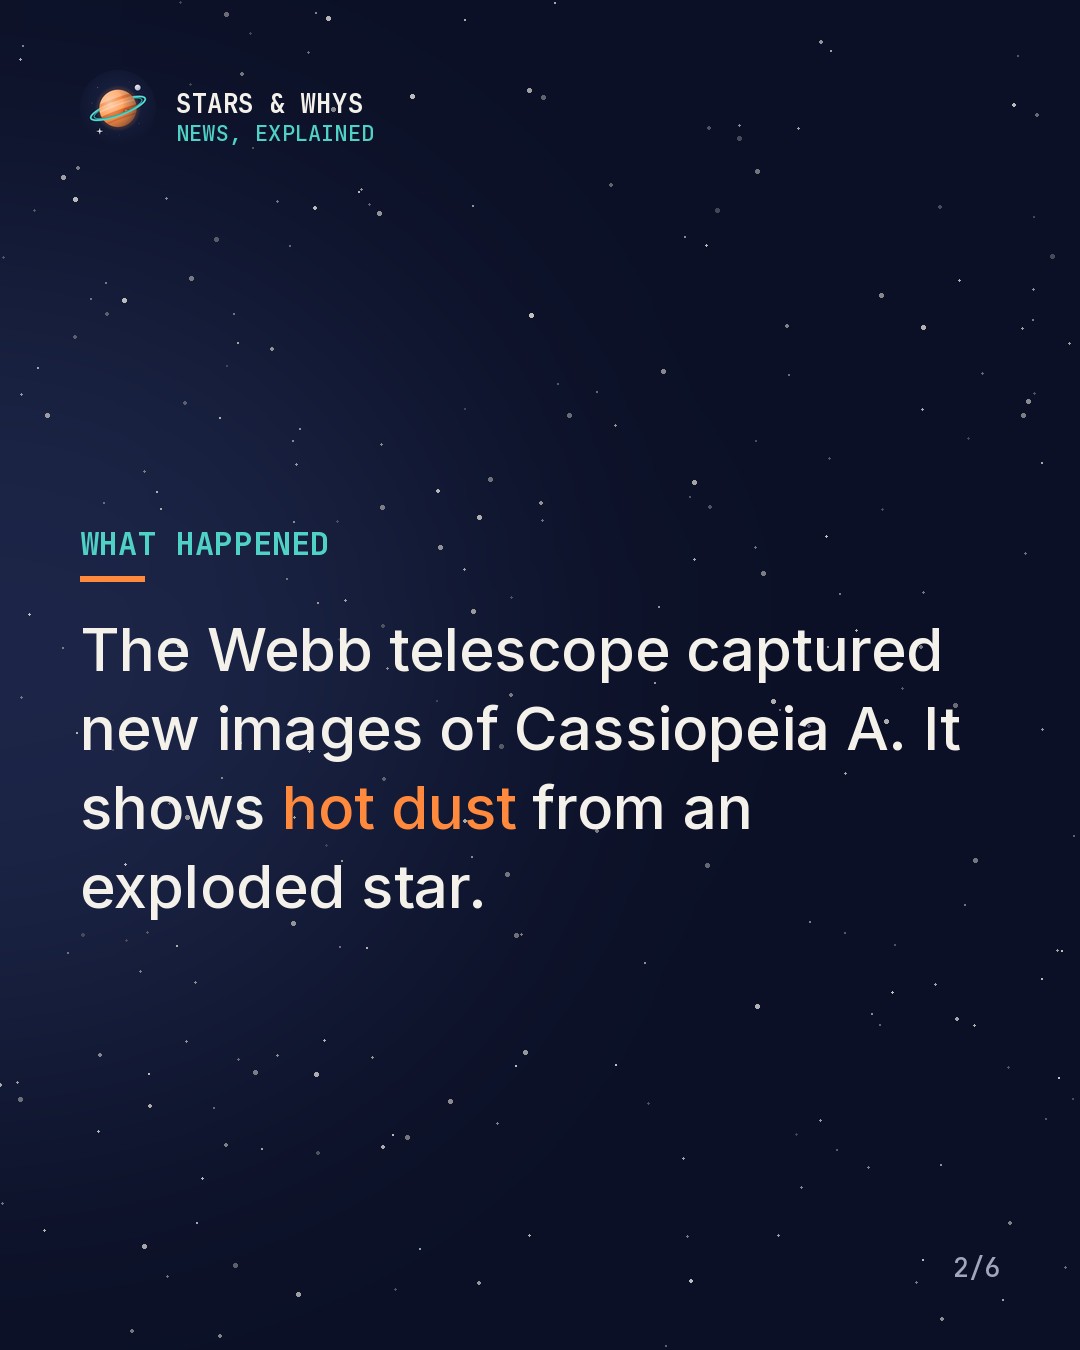 STARS & WHYS
NEWS, EXPLAINED
WHAT HAPPENED
The Webb telescope captured
new images of Cassiopeia A. It
shows hot dust from an
exploded star.
2/6